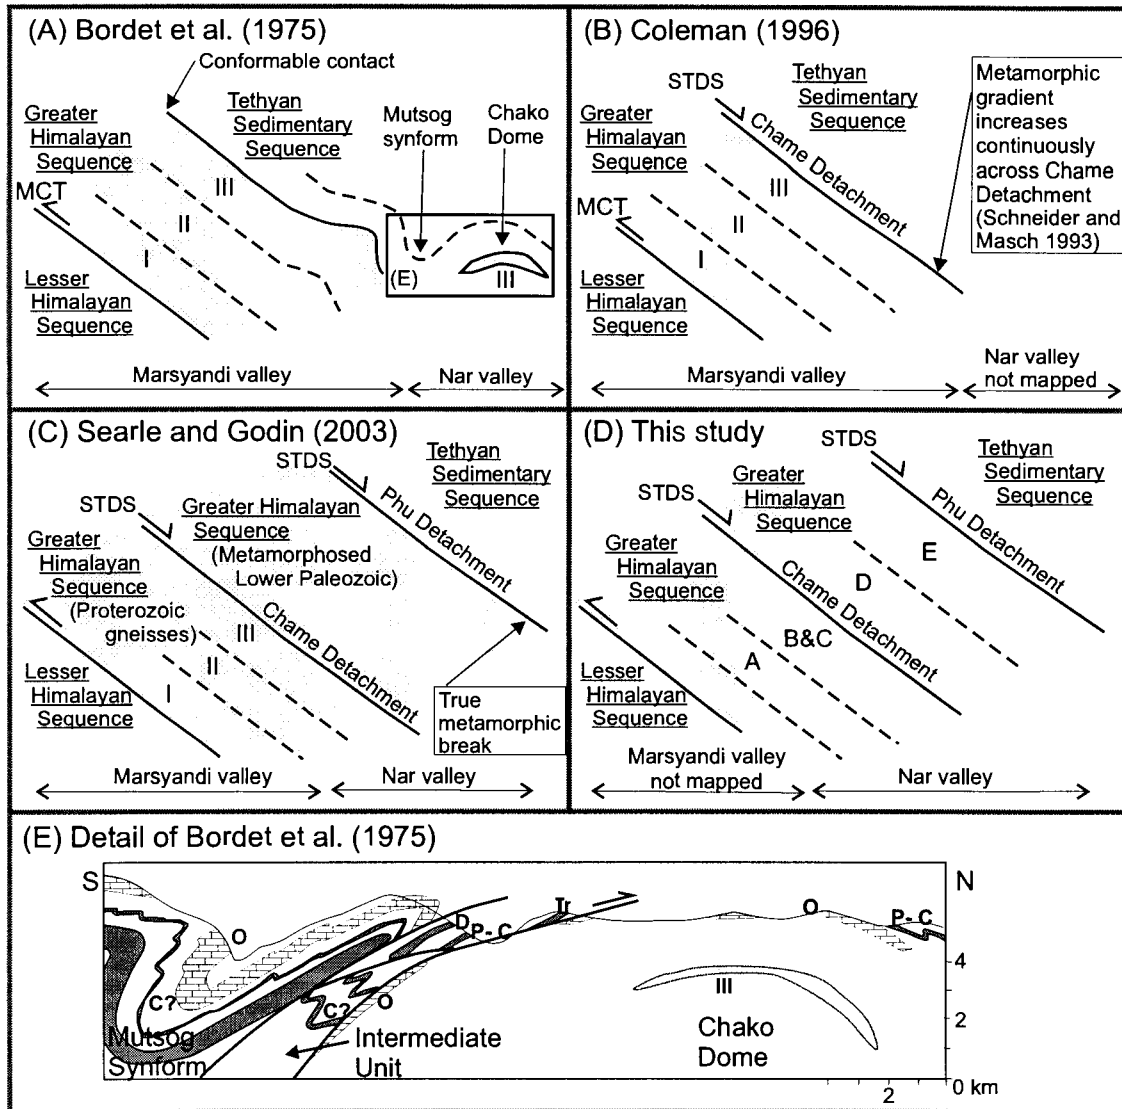 (A) Bordet et al. (1975)
Conformable contact
Greater
Himalayan
Sequence
Tethyan
Sedimentary
Sequence
Mutsog
synform
Chako
Dome
MCT
III
II
I
Lesser
Himalayan
Sequence
(E)
III
Marsyandi valley
Nar valley
(B) Coleman (1996)
STDS
Tethyan
Sedimentary
Sequence
Greater
Himalayan
Sequence
Chame Detachment
Metamorphic
gradient
increases
continuously
across Chame
Detachment
(Schneider and
Masch 1993)
MCT
III
II
I
Lesser
Himalayan
Sequence
Marsyandi valley
Nar valley
not mapped
(C) Searle and Godin (2003)
STDS
Tethyan
Sedimentary
Sequence
STDS
Greater Himalayan
Sequence
(Metamorphosed
Lower Paleozoic)
Phu Detachment
Greater
Himalayan
Sequence
(Proterozoic
gneisses)
Chame Detachment
III
II
I
Lesser
Himalayan
Sequence
True
metamorphic
break
Marsyandi valley
Nar valley
(D) This study
STDS
Tethyan
Sedimentary
Sequence
STDS
Greater
Himalayan
Sequence
Phu Detachment
E
D
Greater
Himalayan
Sequence
Chame Detachment
B&C
A
Lesser
Himalayan
Sequence
Marsyandi valley
not mapped
Nar valley
(E) Detail of Bordet et al. (1975)
S
N
O
D
P-C
Tr
O
P-C
C?
C?
O
III
Mutsog
Synform
Intermediate
Unit
Chako
Dome
4
2
0 km
2